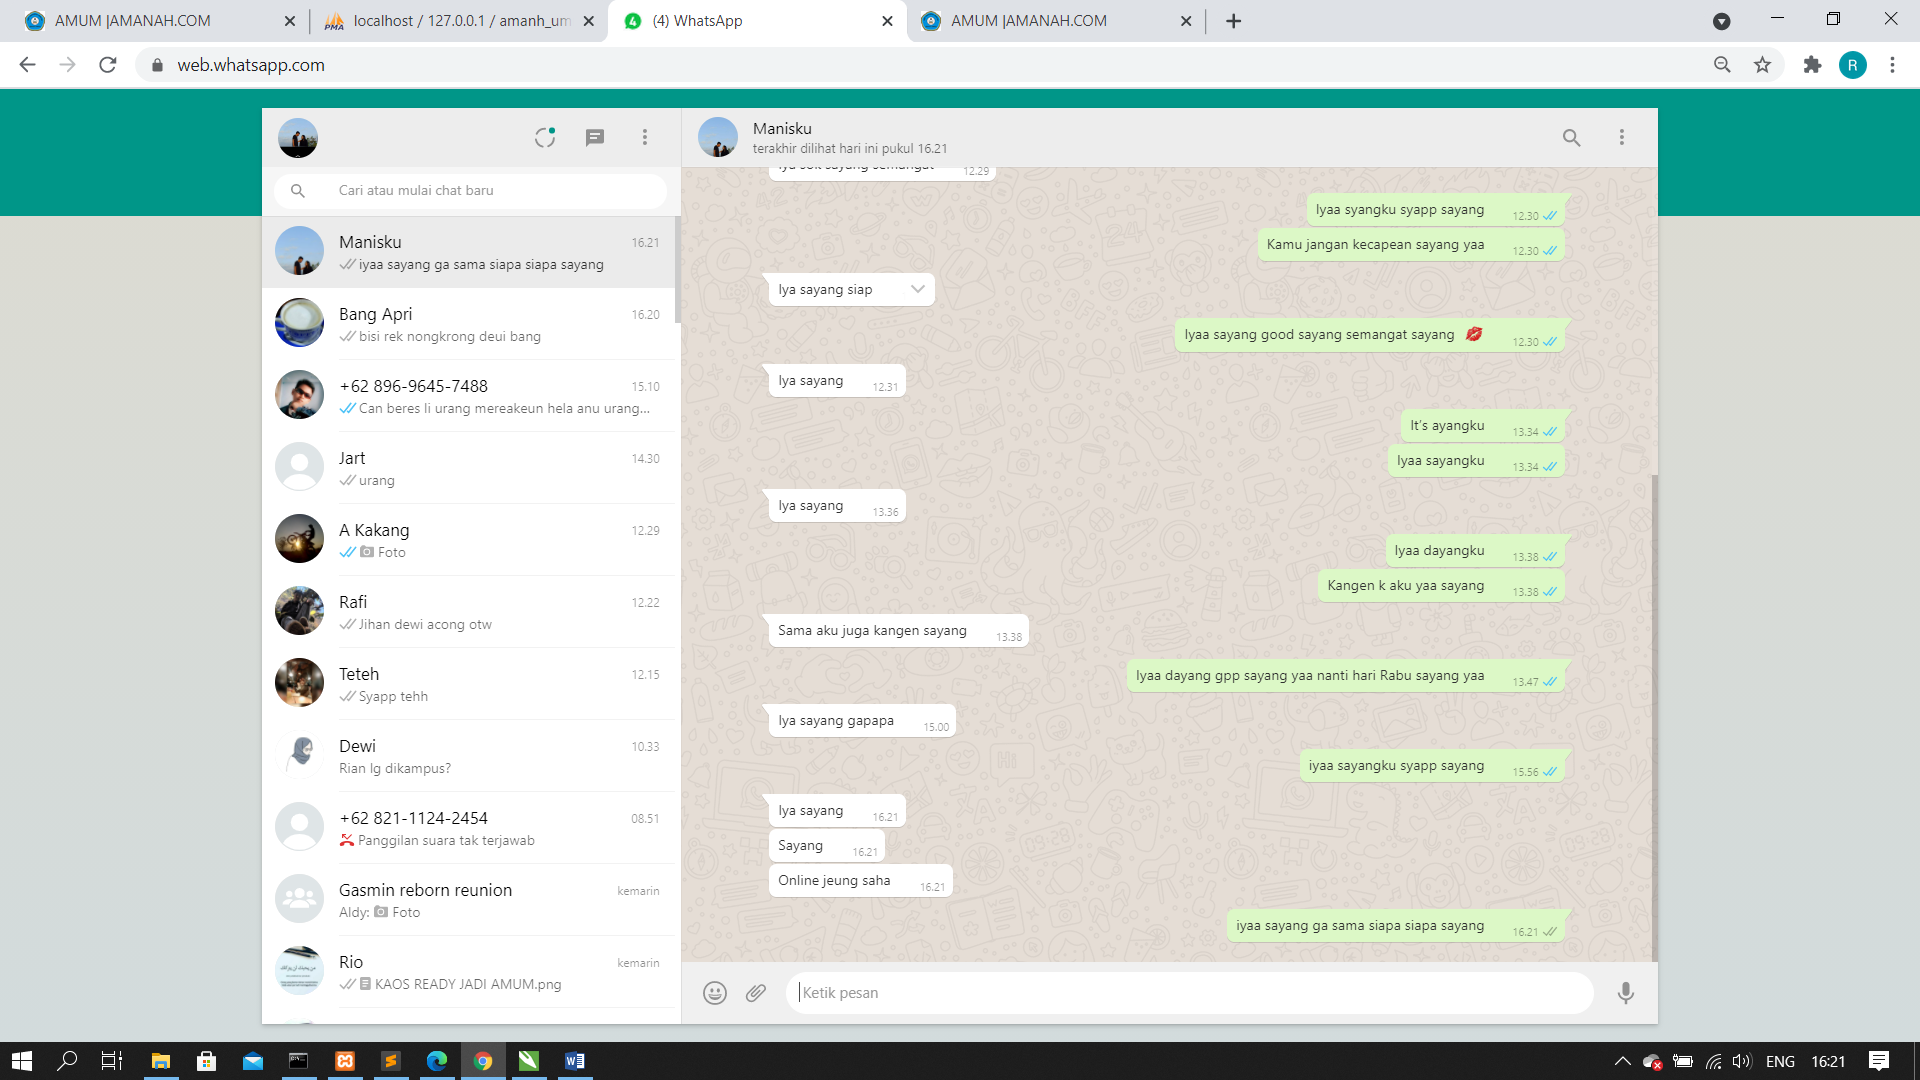 AMUM |AMANAH.COM
localhost / 127.0.0.1 / amanh_um
(4) WhatsApp
AMUM |AMANAH.COM
web.whatsapp.com
R
Cari atau mulai chat baru
Manisku
16.21
iyaa sayang ga sama siapa siapa sayang
Bang Apri
16.20
bisi rek nongkrong deui bang
+62 896-9645-7488
15.10
Can beres li urang mereakeun hela anu urang...
Jart
14.30
urang
A Kakang
12.29
Foto
Rafi
12.22
Jihan dewi acong otw
Teteh
12.15
Syapp tehh
Dewi
10.33
Rian lg dikampus?
+62 821-1124-2454
08.51
Panggilan suara tak terjawab
Gasmin reborn reunion
kemarin
Aldy: Foto
Rio
kemarin
KAOS READY JADI AMUM.png
Manisku
terakhir dilihat hari ini pukul 16.21
Iya sok sayang semangat 12.29
Iyaa syangku syapp sayang 12.30
Kamu jangan kecapean sayang yaa 12.30
Iya sayang siap
Iyaa sayang good sayang semangat sayang 💋 12.30
Iya sayang 12.31
It's ayangku 13.34
Iyaa sayangku 13.34
Iya sayang 13.36
Iyaa dayangku 13.38
Kangen k aku yaa sayang 13.38
Sama aku juga kangen sayang 13.38
Iyaa dayang gpp sayang yaa nanti hari Rabu sayang yaa 13.47
Iya sayang gapapa 15.00
iyaa sayangku syapp sayang 15.56
Iya sayang 16.21
Sayang 16.21
Online jeung saha 16.21
iyaa sayang ga sama siapa siapa sayang 16.21
Ketik pesan
ENG 16:21